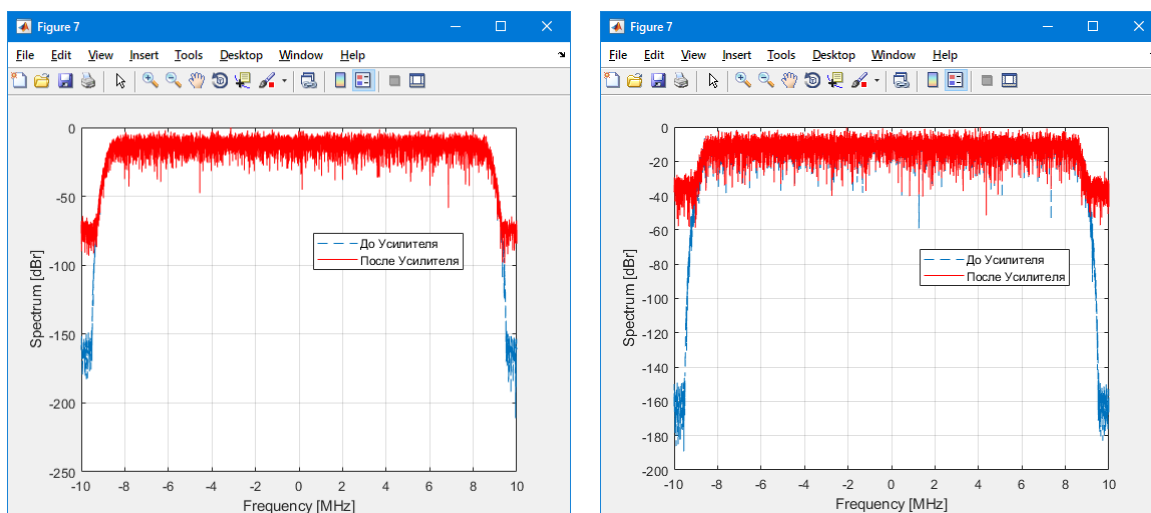 Figure 7
File Edit View Insert Tools Desktop Window Help
0
-50
-100
-150
-200
-250
Spectrum [dBr]
До Усилителя
После Усилителя
-10 -8 -6 -4 -2 0 2 4 6 8 10
Frequency [MHz]
Figure 7
File Edit View Insert Tools Desktop Window Help
0
-20
-40
-60
-80
-100
-120
-140
-160
-180
-200
Spectrum [dBr]
До Усилителя
После Усилителя
-10 -8 -6 -4 -2 0 2 4 6 8 10
Frequency [MHz]